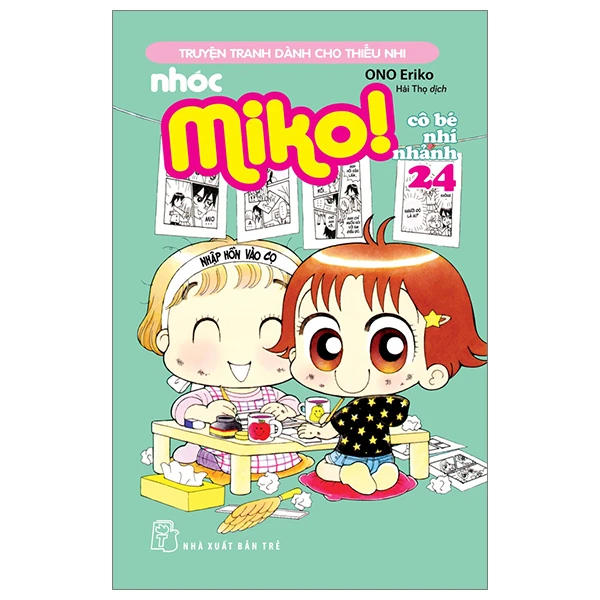 TRUYỆN TRANH DÀNH CHO THIẾU NHI
nhóc
ONO Eriko
Hải Thọ dịch
miko!
cô bé
nhí
nhảnh
24
NHẬP HỒN VÀO CỌ
NHÀ XUẤT BẢN TRẺ